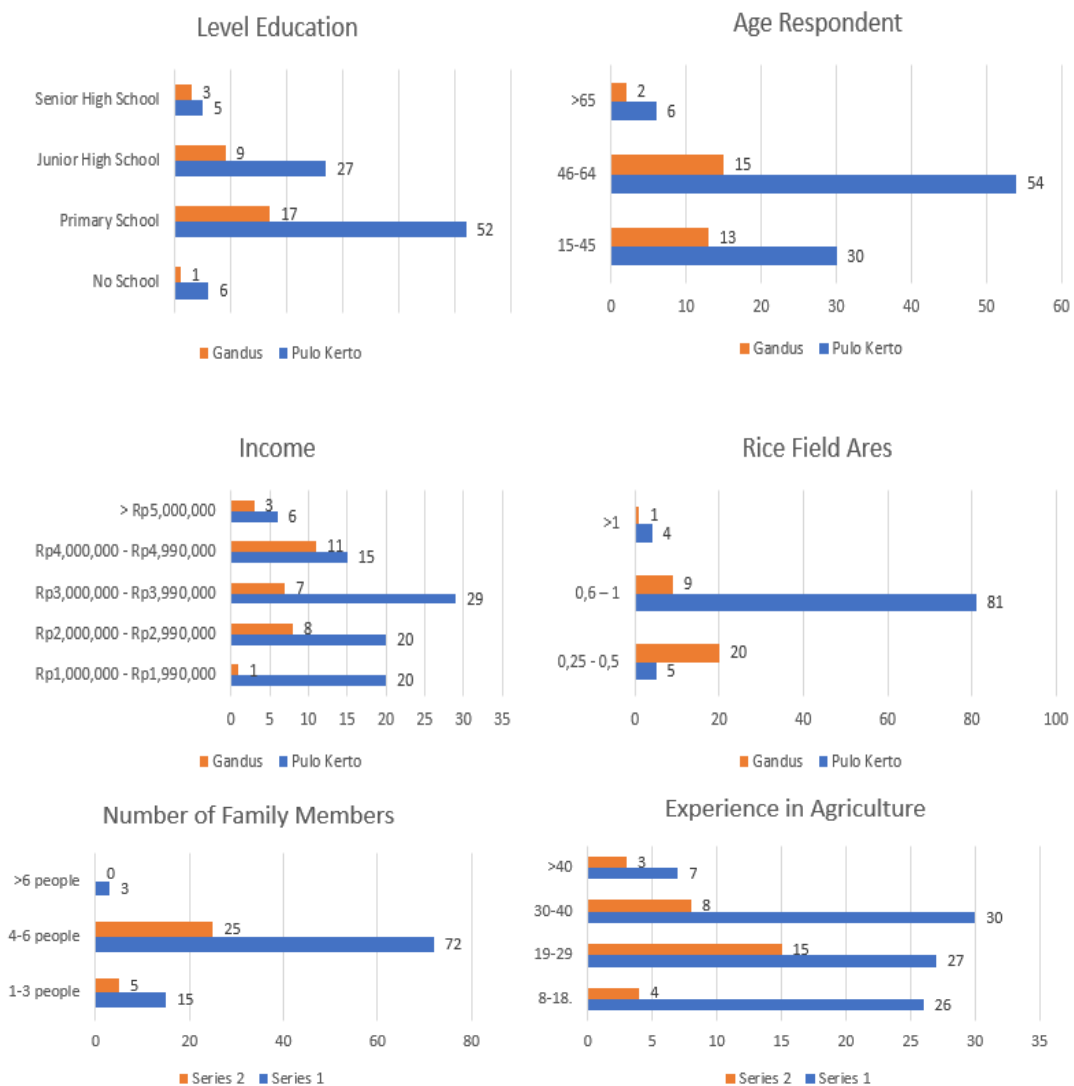 Level Education
Senior High School
3
5
Junior High School
9
27
Primary School
17
52
No School
1
6
Gandus Pulo Kerto
Age Respondent
>65
2
6
46-64
15
54
15-45
13
30
0 10 20 30 40 50 60
Gandus Pulo Kerto
Income
> Rp5,000,000
3
6
Rp4,000,000 - Rp4,990,000
11
15
Rp3,000,000 - Rp3,990,000
7
29
Rp2,000,000 - Rp2,990,000
8
20
Rp1,000,000 - Rp1,990,000
1
20
0 5 10 15 20 25 30 35
Gandus Pulo Kerto
Rice Field Ares
>1
1
4
0,6 – 1
9
81
0,25 - 0,5
20
5
0 20 40 60 80 100
Gandus Pulo Kerto
Number of Family Members
>6 people
0
3
4-6 people
25
72
1-3 people
5
15
0 20 40 60 80
Series 2 Series 1
Experience in Agriculture
>40
3
7
30-40
8
30
19-29
15
27
8-18.
4
26
0 5 10 15 20 25 30 35
Series 2 Series 1